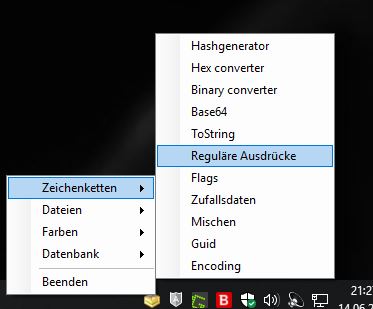 Hashgenerator
Hex converter
Binary converter
Base64
ToString
Reguläre Ausdrücke
Flags
Zufallsdaten
Mischen
Guid
Encoding
Zeichenketten
Dateien
Farben
Datenbank
Beenden
B
21:2
14.06.2